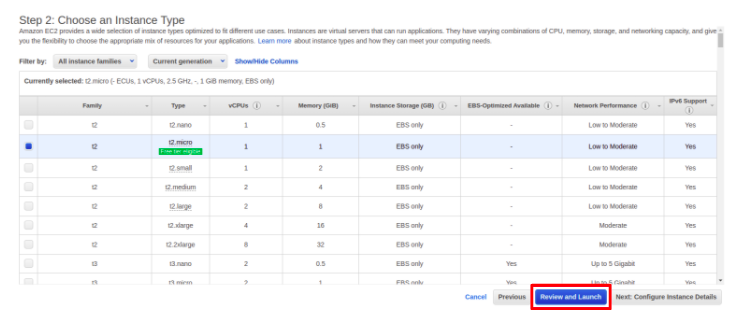 Step 2: Choose an Instance Type
Amazon EC2 provides a wide selection of instance types optimized to fit different use cases. Instances are virtual servers that can run applications. They have varying combinations of CPU, memory, storage, and networking capacity, and give
you the flexibility to choose the appropriate mix of resources for your applications. Learn more about instance types and how they can meet your computing needs.
Filter by: All instance families Current generation Show/Hide Columns
Currently selected: t2.micro (- ECUs, 1 vCPUs, 2.5 GHz, -, 1 GiB memory, EBS only)
Family Type vCPUs Memory (GiB) Instance Storage (GB) EBS-Optimized Available Network Performance IPv6 Support
t2 t2.nano 1 0.5 EBS only - Low to Moderate Yes
t2 t2.micro 1 1 EBS only - Low to Moderate Yes
Free tier eligible
t2 t2.small 1 2 EBS only - Low to Moderate Yes
t2 t2.medium 2 4 EBS only - Low to Moderate Yes
t2 t2.large 2 8 EBS only - Low to Moderate Yes
t2 t2.xlarge 4 16 EBS only - Moderate Yes
t2 t2.2xlarge 8 32 EBS only - Moderate Yes
t3 t3.nano 2 0.5 EBS only Yes Up to 5 Gigabit Yes
t3 t3.micro 2 1 EBS only Yes Up to 5 Gigabit Yes
Cancel Previous Review and Launch Next: Configure Instance Details